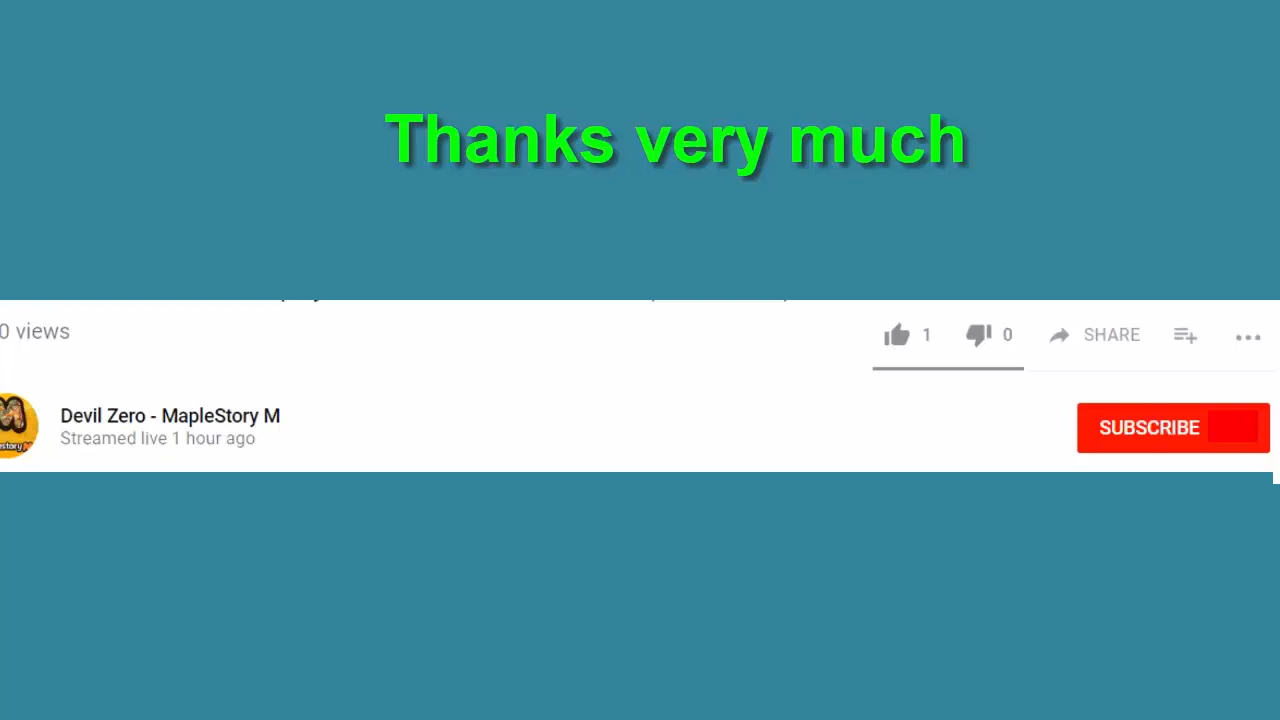 Thanks very much
0 views
1
0
SHARE
Devil Zero - MapleStory M
Streamed live 1 hour ago
SUBSCRIBE